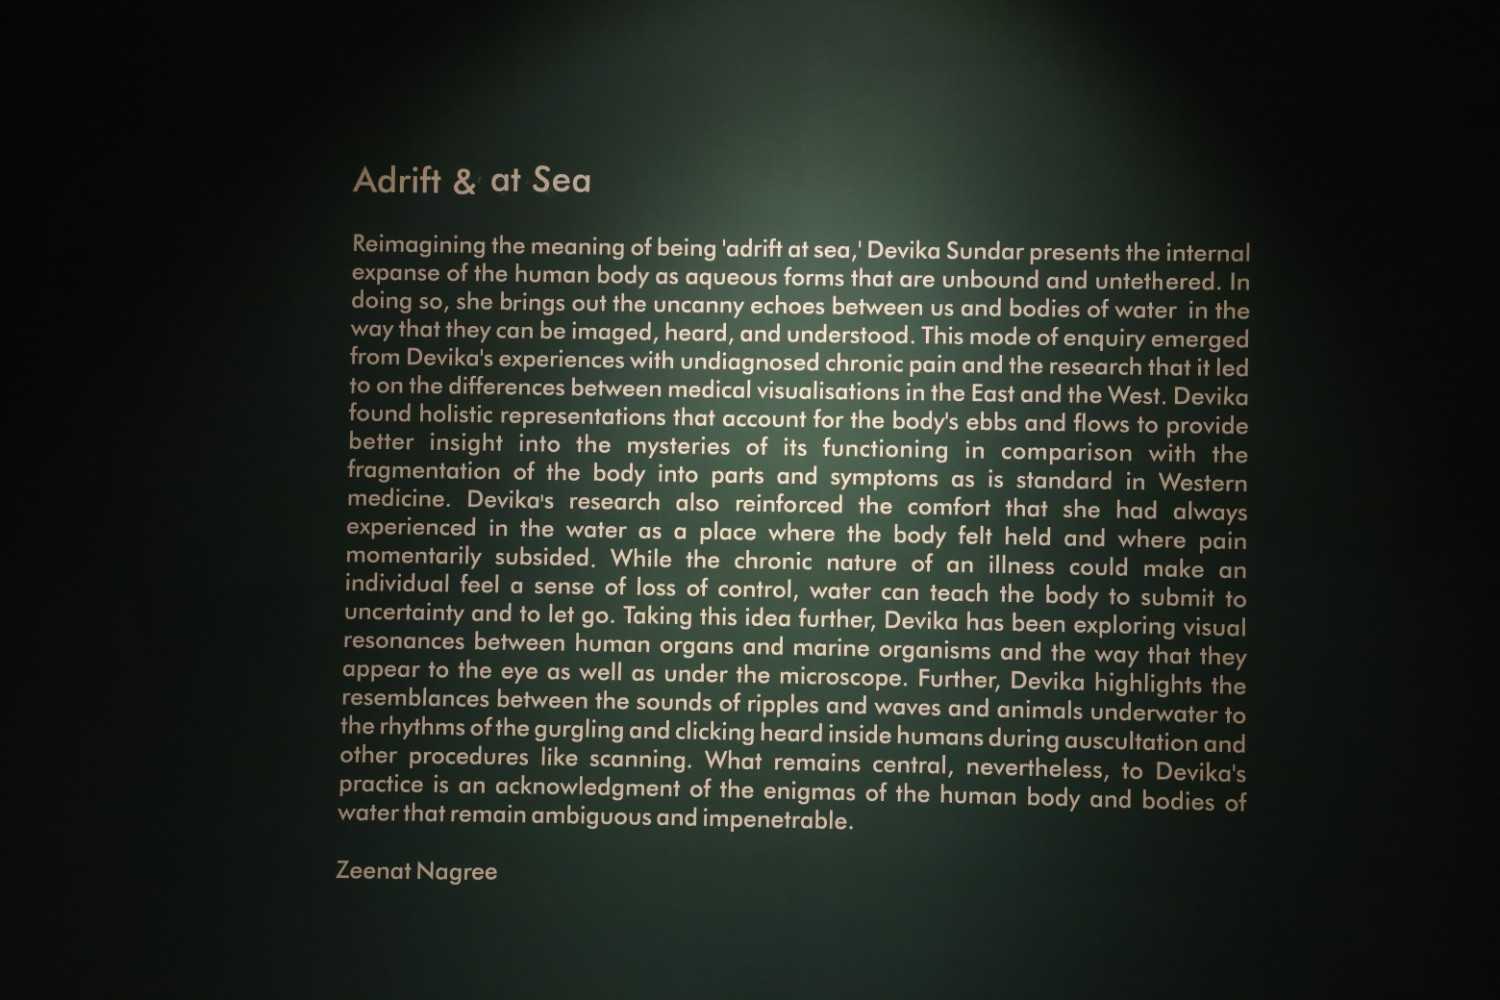 Adrift & at Sea
Reimagining the meaning of being 'adrift at sea,' Devika Sundar presents the internal
expanse of the human body as aqueous forms that are unbound and untethered. In
doing so, she brings out the uncanny echoes between us and bodies of water in the
way that they can be imaged, heard, and understood. This mode of enquiry emerged
from Devika's experiences with undiagnosed chronic pain and the research that it led
to on the differences between medical visualisations in the East and the West. Devika
found holistic representations that account for the body's ebbs and flows to provide
better insight into the mysteries of its functioning in comparison with the
fragmentation of the body into parts and symptoms as is standard in Western
medicine. Devika's research also reinforced the comfort that she had always
experienced in the water as a place where the body felt held and where pain
momentarily subsided. While the chronic nature of an illness could make an
individual feel a sense of loss of control, water can teach the body to submit to
uncertainty and to let go. Taking this idea further, Devika has been exploring visual
resonances between human organs and marine organisms and the way that they
appear to the eye as well as under the microscope. Further, Devika highlights the
resemblances between the sounds of ripples and waves and animals underwater to
the rhythms of the gurgling and clicking heard inside humans during auscultation and
other procedures like scanning. What remains central, nevertheless, to Devika's
practice is an acknowledgment of the enigmas of the human body and bodies of
water that remain ambiguous and impenetrable.
Zeenat Nagree